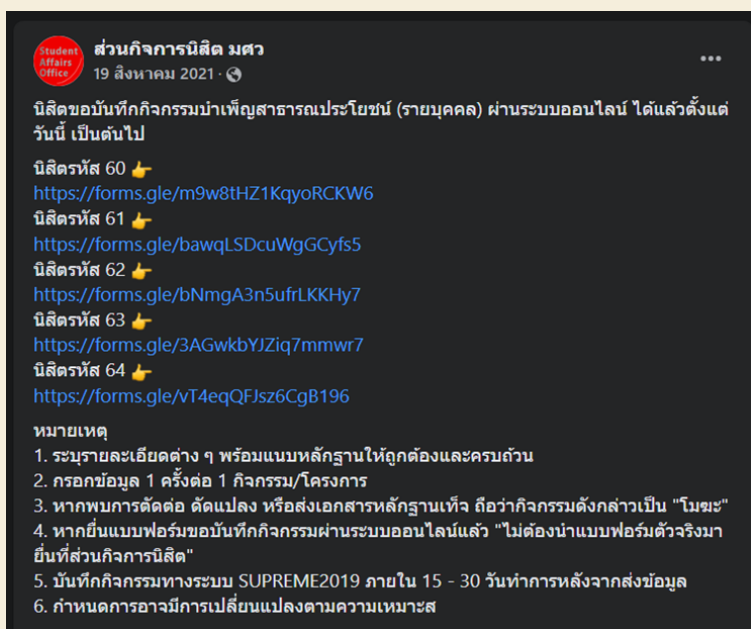 Student
Affairs
Office
ส่วนกิจการนิสิต มศว
19 สิงหาคม 2021 ·
นิสิตขอบันทึกกิจกรรมบำเพ็ญสาธารณประโยชน์ (รายบุคคล) ผ่านระบบออนไลน์ ได้แล้วตั้งแต่
วันนี้ เป็นต้นไป
นิสิตรหัส 60 👉
https://forms.gle/m9w8tHZ1KqyoRCKW6
นิสิตรหัส 61 👉
https://forms.gle/bawqLSDcuWgGCyfs5
นิสิตรหัส 62 👉
https://forms.gle/bNmgA3n5ufrLKKHy7
นิสิตรหัส 63 👉
https://forms.gle/3AGwkbYJZiq7mmwr7
นิสิตรหัส 64 👉
https://forms.gle/vT4eqQFJsz6CgB196
หมายเหตุ
1. ระบุรายละเอียดต่าง ๆ พร้อมแนบหลักฐานให้ถูกต้องและครบถ้วน
2. กรอกข้อมูล 1 ครั้งต่อ 1 กิจกรรม/โครงการ
3. หากพบการตัดต่อ ดัดแปลง หรือส่งเอกสารหลักฐานเท็จ ถือว่ากิจกรรมดังกล่าวเป็น "โมฆะ"
4. หากยื่นแบบฟอร์มขอบันทึกกิจกรรมผ่านระบบออนไลน์แล้ว "ไม่ต้องนำแบบฟอร์มตัวจริงมา
ยื่นที่ส่วนกิจการนิสิต"
5. บันทึกกิจกรรมทางระบบ SUPREME2019 ภายใน 15 - 30 วันทำการหลังจากส่งข้อมูล
6. กำหนดการอาจมีการเปลี่ยนแปลงตามความเหมาะส